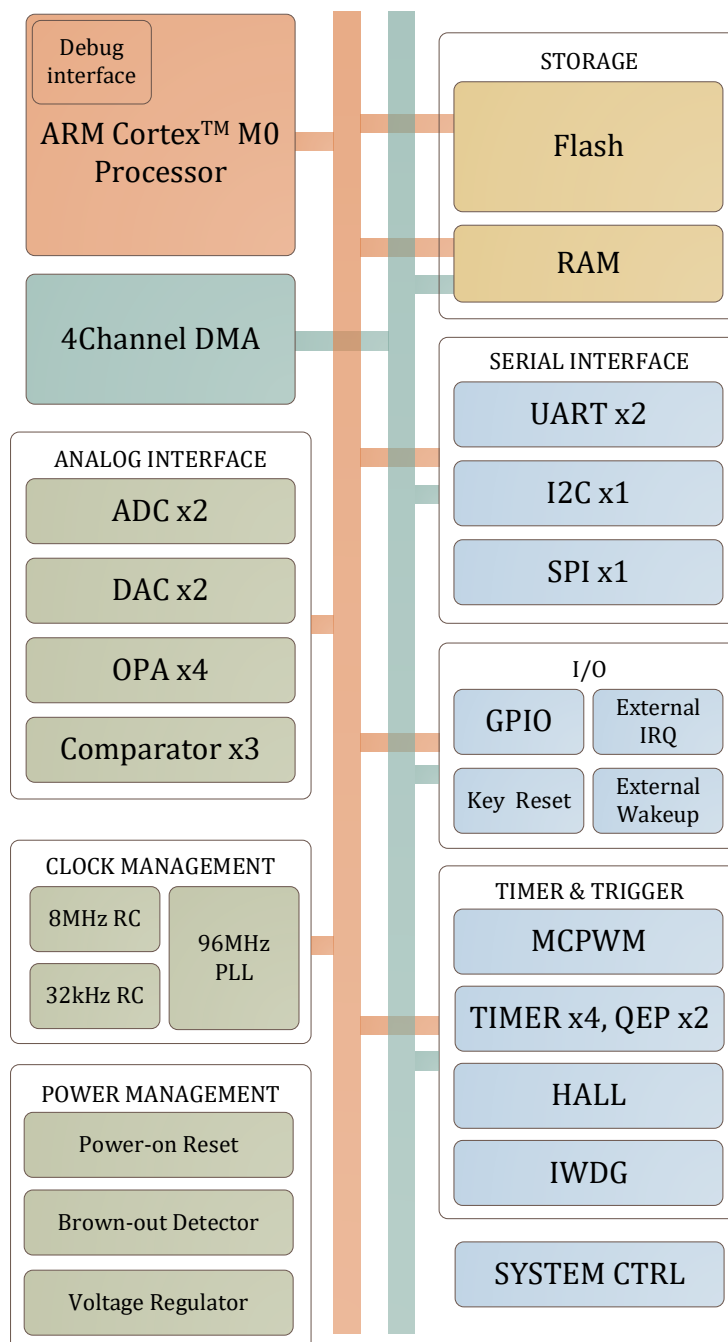 Debug
interface
ARM Cortex™ M0
Processor
4Channel DMA
ANALOG INTERFACE
ADC x2
DAC x2
OPA x4
Comparator x3
CLOCK MANAGEMENT
8MHz RC
32kHz RC
96MHz
PLL
POWER MANAGEMENT
Power-on Reset
Brown-out Detector
Voltage Regulator
STORAGE
Flash
RAM
SERIAL INTERFACE
UART x2
I2C x1
SPI x1
I/O
GPIO
External
IRQ
Key Reset
External
Wakeup
TIMER & TRIGGER
MCPWM
TIMER x4, QEP x2
HALL
IWDG
SYSTEM CTRL